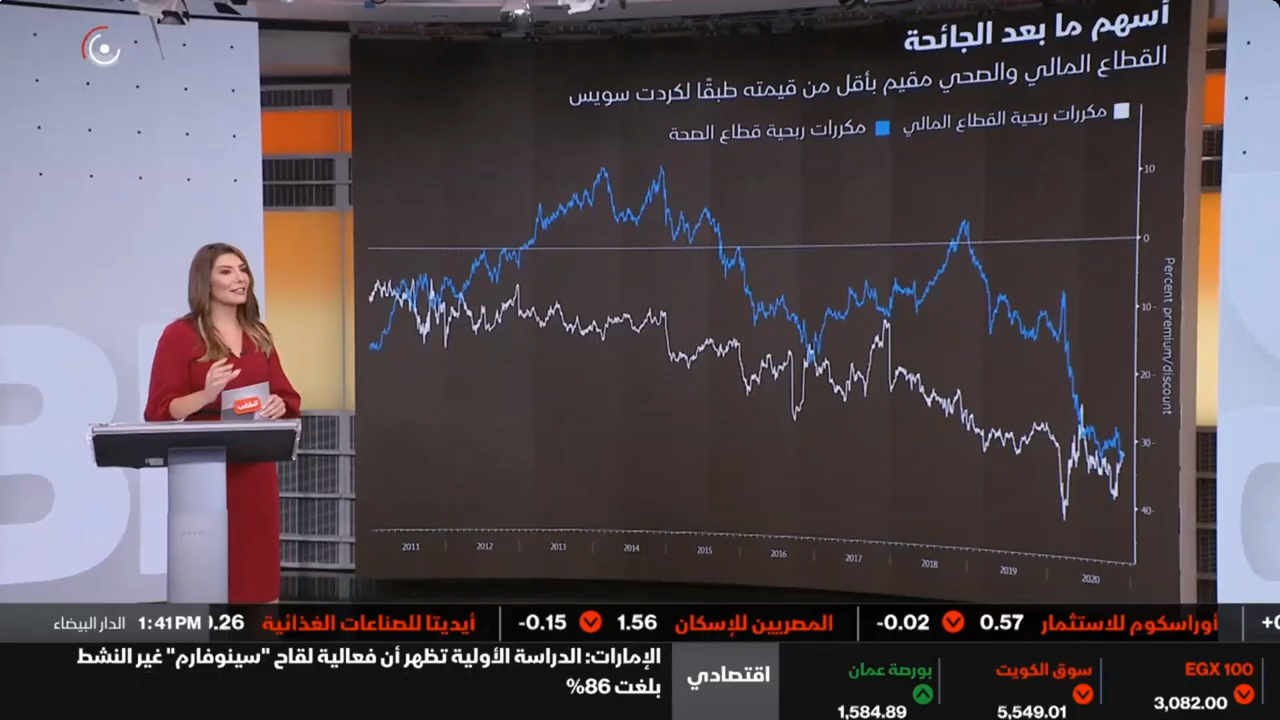 أسهم ما بعد الجائحة
القطاع المالي والصحي مقيم بأقل من قيمته طبقًا لكردت سويس
مكررات ربحية القطاع المالي
مكررات ربحية قطاع الصحة
10
0
10-
20-
30-
40-
Percent premium/discount
2011 2012 2013 2014 2015 2016 2017 2018 2019 2020
أوراسكوم للاستثمار 0.57 -0.02
المصريين للإسكان 1.56 -0.15
أيديتا للصناعات الغذائية
1:41PM الدار البيضاء
EGX 100
3,082.00
سوق الكويت
5,549.01
بورصة عمان
1,584.89
اقتصادي
الإمارات: الدراسة الأولية تظهر أن فعالية لقاح "سينوفارم" غير النشط
بلغت 86%